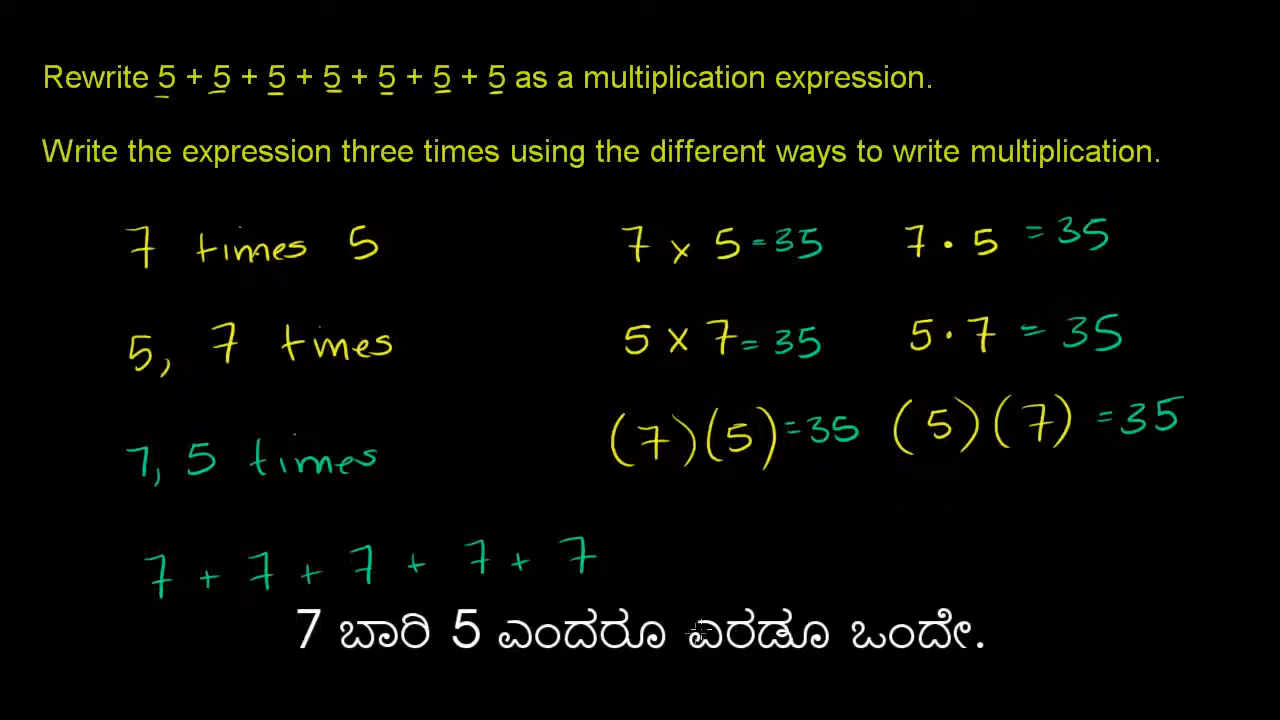 Rewrite 5 + 5 + 5 + 5 + 5 + 5 + 5 as a multiplication expression.
Write the expression three times using the different ways to write multiplication.
7 times 5
7 x 5 = 35
7 · 5 = 35
5, 7 times
5 x 7 = 35
5 · 7 = 35
(7)(5) = 35
(5)(7) = 35
7, 5 times
7 + 7 + 7 + 7 + 7
7 ಬಾರಿ 5 ಎಂದರೂ ಎರಡೂ ಒಂದೇ.